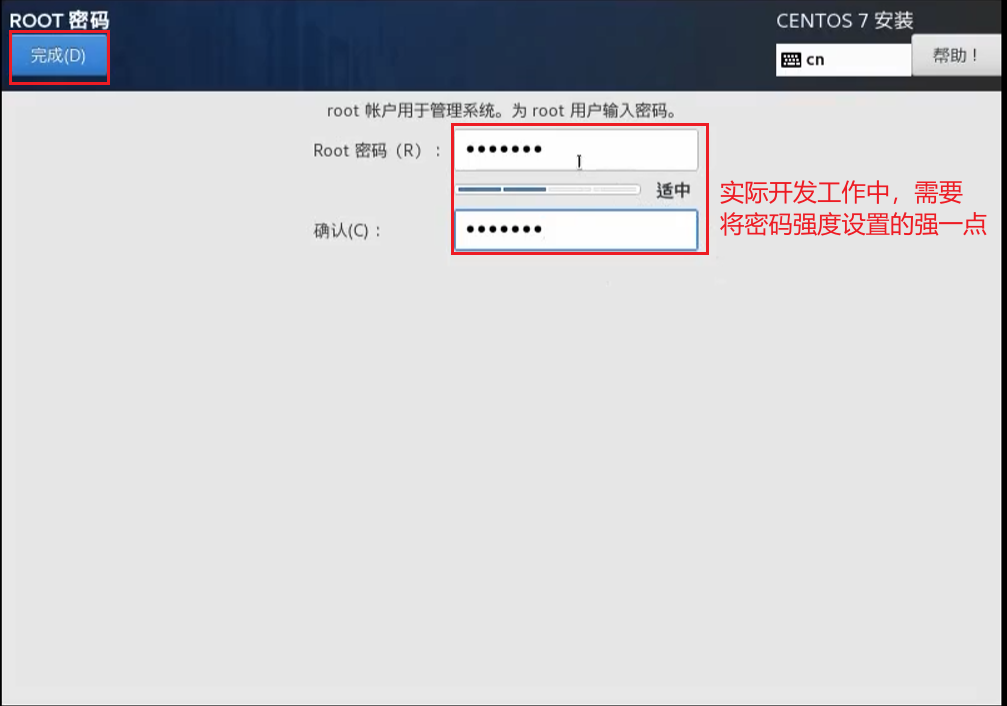 ROOT 密码
CENTOS 7 安装
完成(D)
cn
帮助！
root 帐户用于管理系统。为 root 用户输入密码。
Root 密码（R）：
•••••••
适中
实际开发工作中，需要
将密码强度设置的强一点
确认(C)：
•••••••